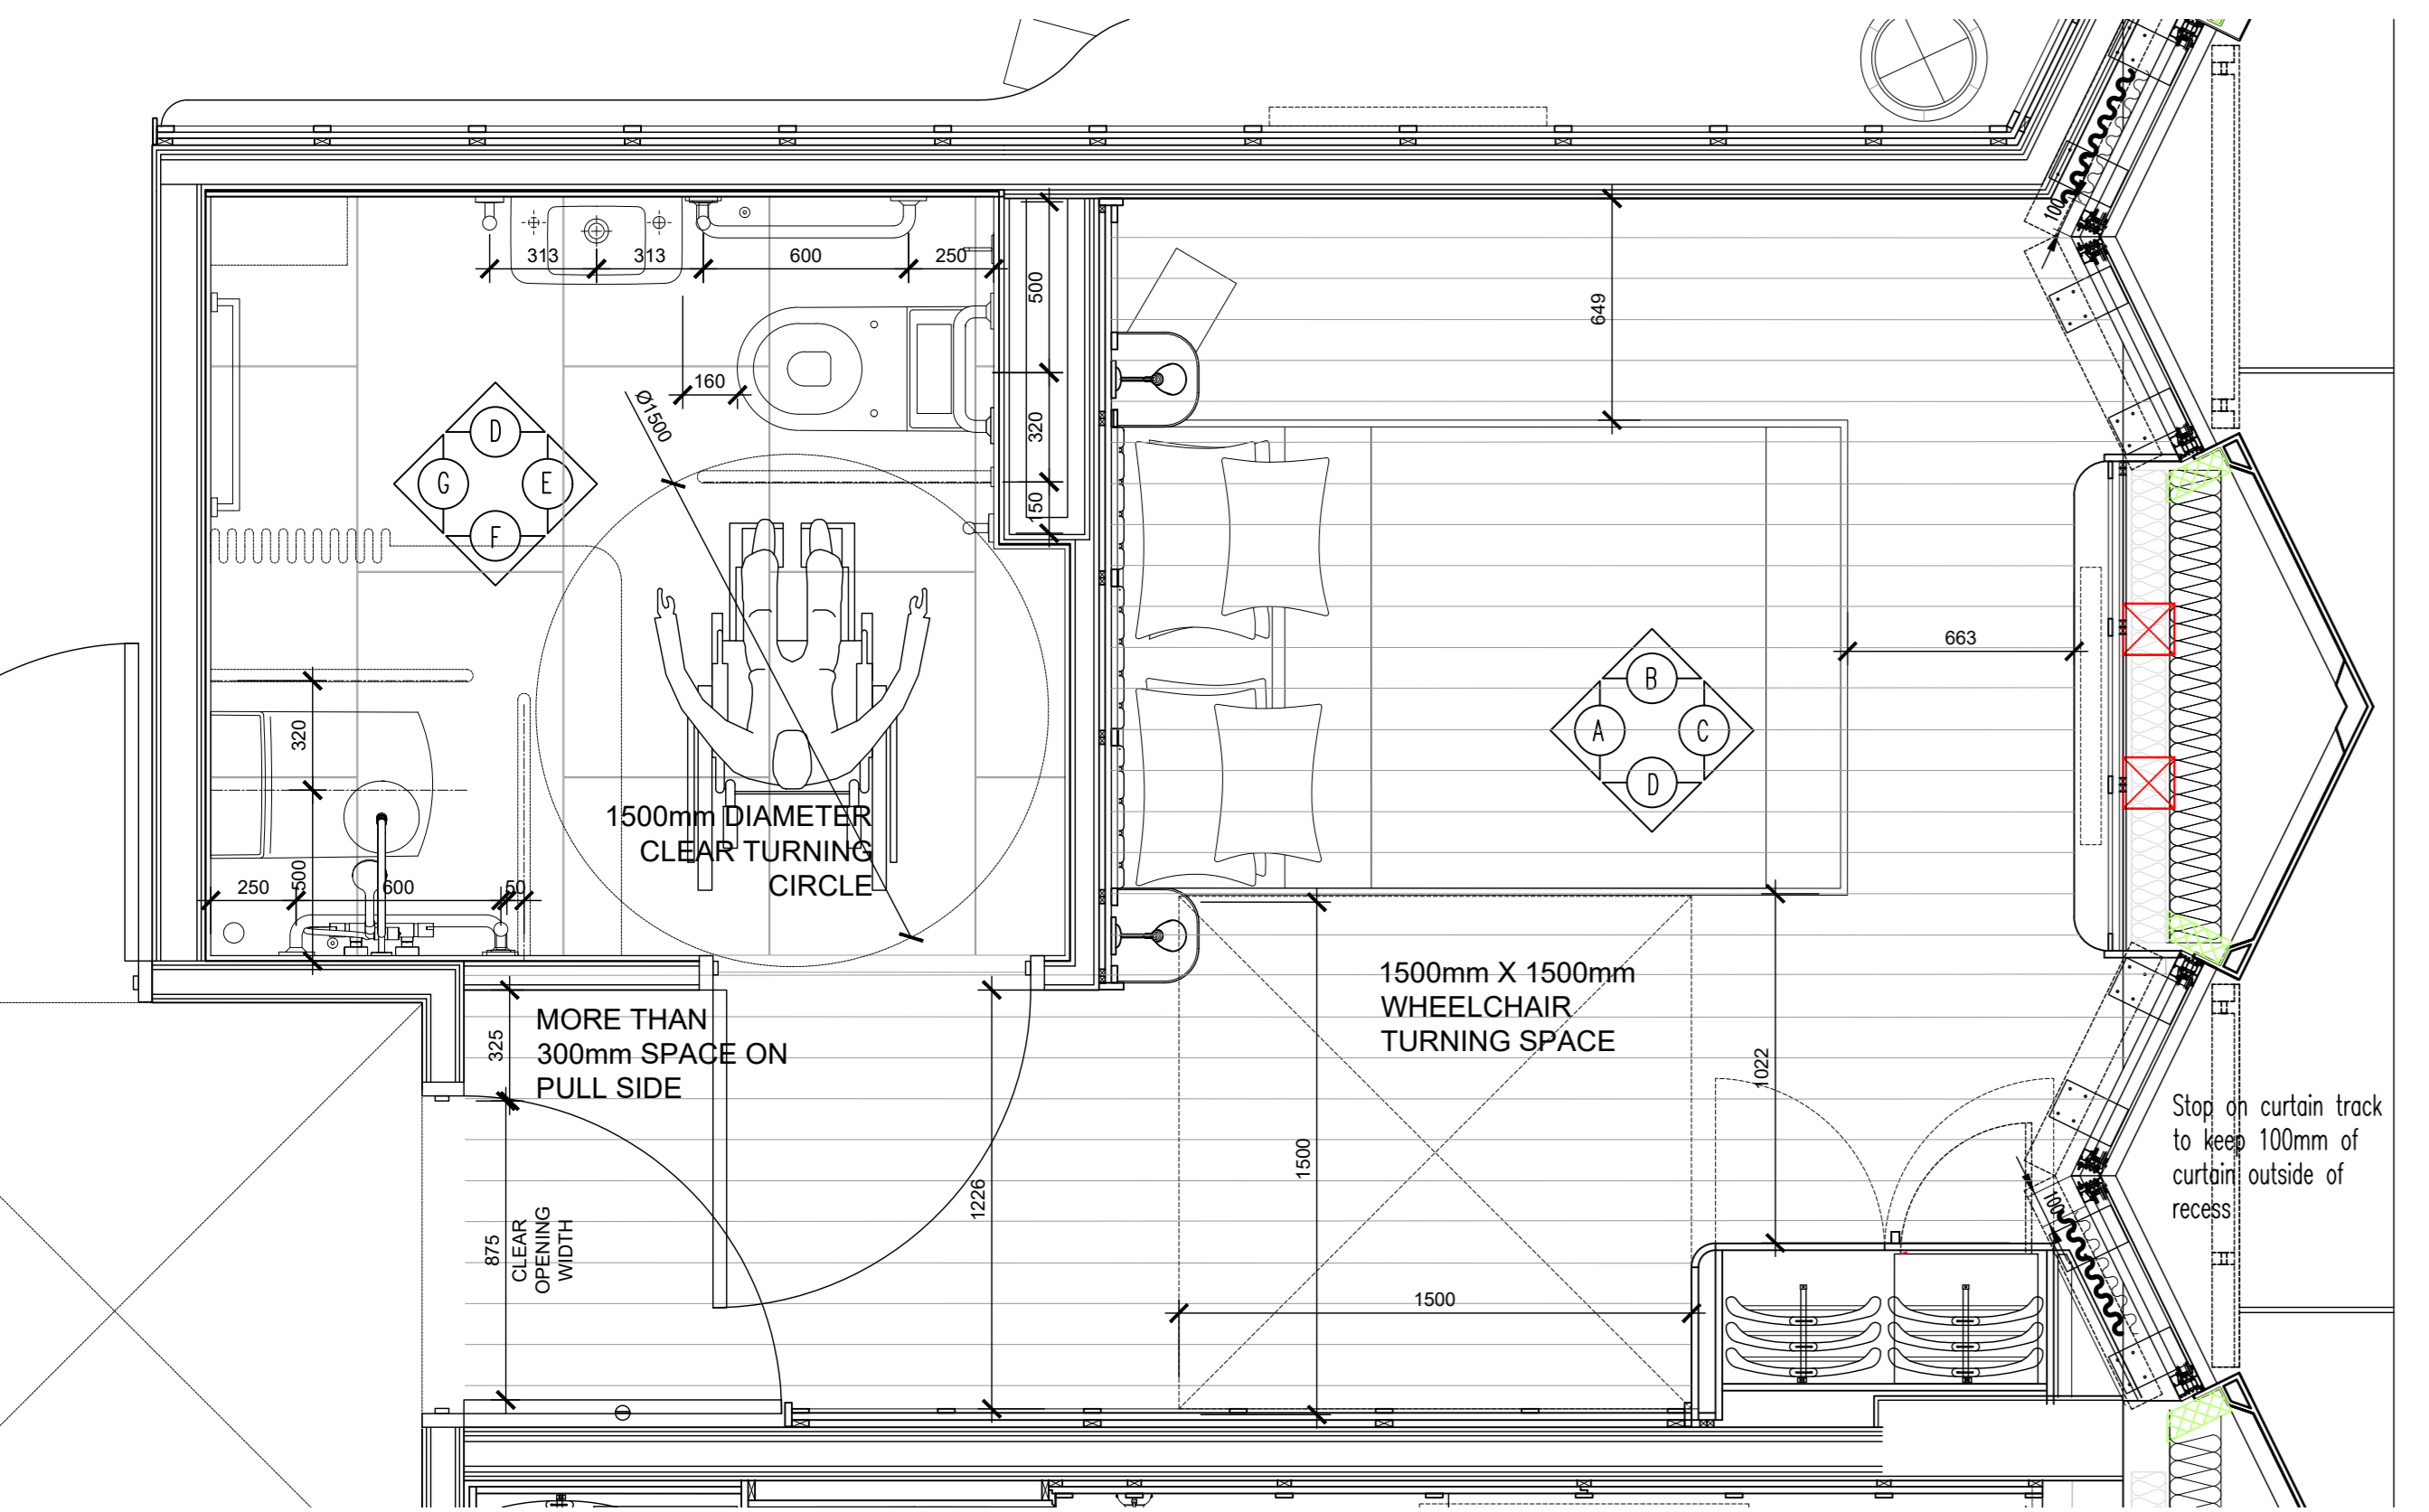 313
313
600
250
500
649
100
160
Ø1500
320
150
D
G
E
F
663
B
A
C
D
320
500
250
600
50
1500mm DIAMETER
CLEAR TURNING
CIRCLE
325
MORE THAN
300mm SPACE ON
PULL SIDE
1500mm X 1500mm
WHEELCHAIR
TURNING SPACE
1022
1500
1226
875
CLEAR
OPENING
WIDTH
1500
100
Stop on curtain track
to keep 100mm of
curtain outside of
recess